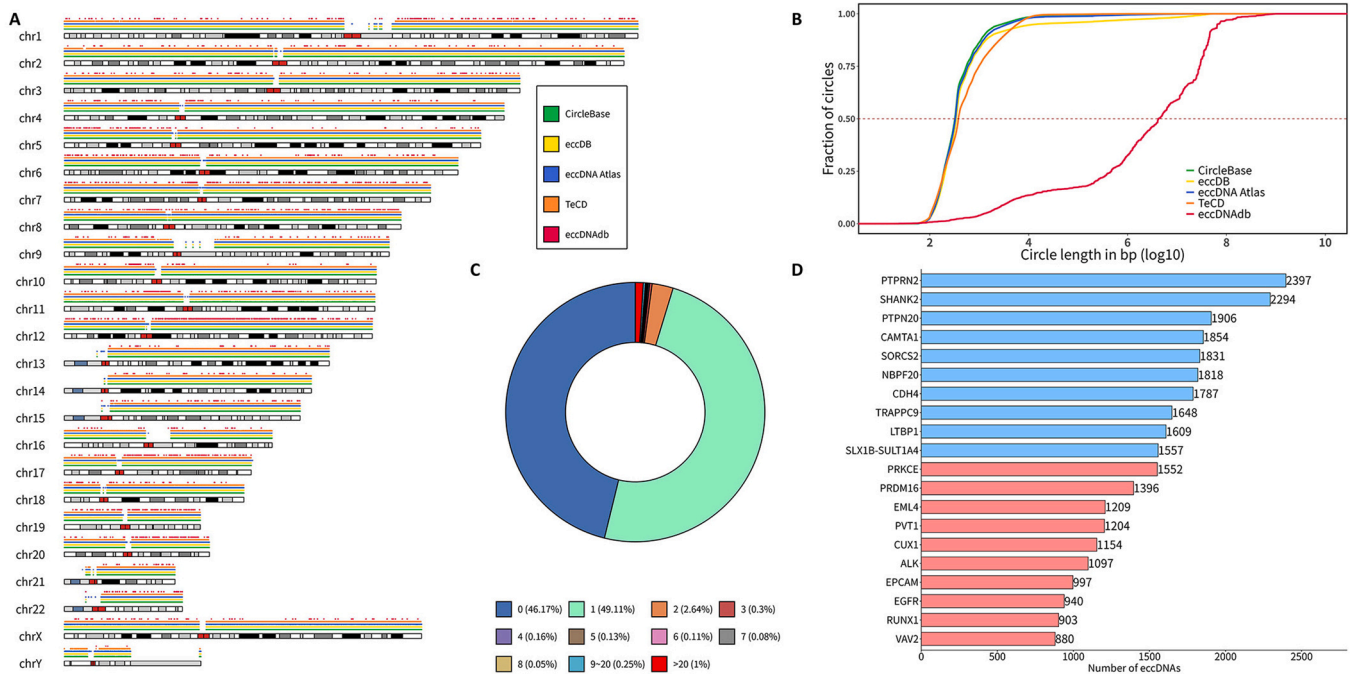 A
chr1
chr2
chr3
chr4
chr5
chr6
chr7
chr8
chr9
chr10
chr11
chr12
chr13
chr14
chr15
chr16
chr17
chr18
chr19
chr20
chr21
chr22
chrX
chrY
CircleBase
eccDB
eccDNA Atlas
TeCD
eccDNAdb
B
Fraction of circles
1.00
0.75
0.50
0.25
0.00
CircleBase
eccDB
eccDNA Atlas
TeCD
eccDNAdb
2 4 6 8 10
Circle length in bp (log10)
C
0 (46.17%) 1 (49.11%) 2 (2.64%) 3 (0.3%)
4 (0.16%) 5 (0.13%) 6 (0.11%) 7 (0.08%)
8 (0.05%) 9~20 (0.25%) >20 (1%)
D
PTPRN2 2397
SHANK2 2294
PTPN20 1906
CAMTA1 1854
SORCS2 1831
NBPF20 1818
CDH4 1787
TRAPPC9 1648
LTBP1 1609
SLX1B-SULT1A4 1557
PRKCE 1552
PRDM16 1396
EML4 1209
PVT1 1204
CUX1 1154
ALK 1097
EPCAM 997
EGFR 940
RUNX1 903
VAV2 880
0 500 1000 1500 2000 2500
Number of eccDNAs